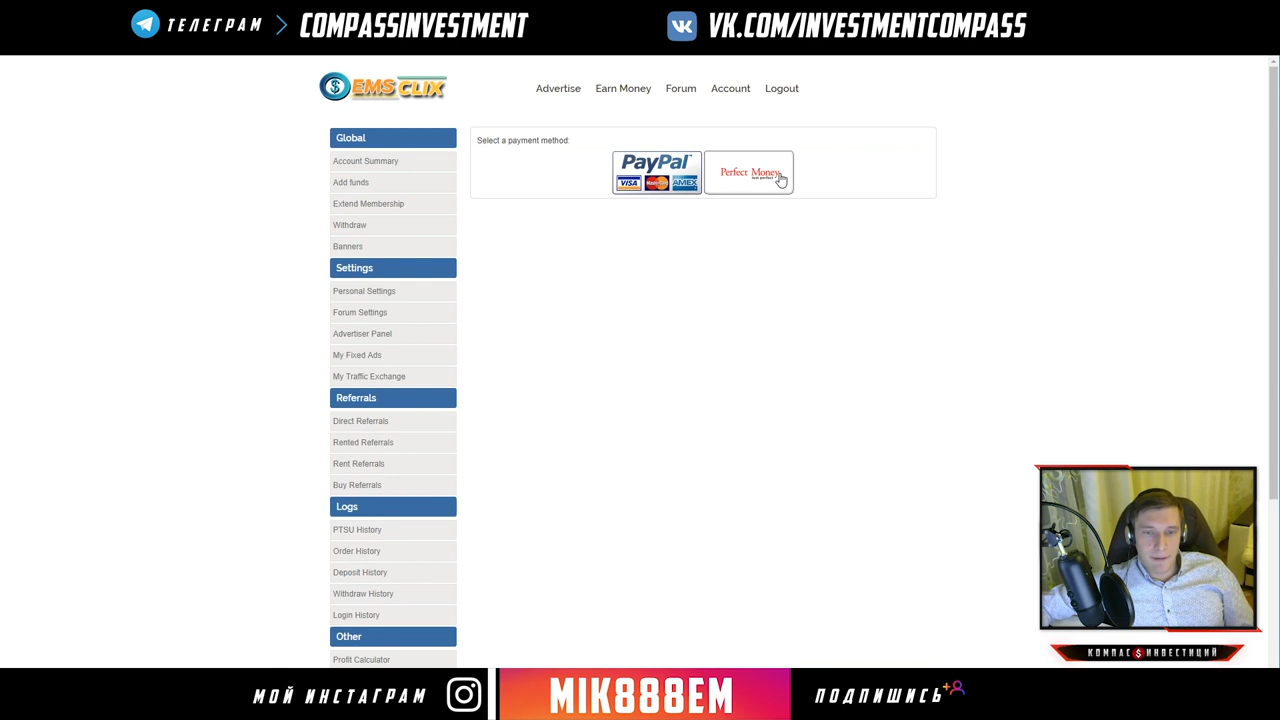 ТЕЛЕГРАМ COMPASSINVESTMENT
VK.COM/INVESTMENTCOMPASS
EMS CLIX
Advertise Earn Money Forum Account Logout
Global
Account Summary
Add funds
Extend Membership
Withdraw
Banners
Settings
Personal Settings
Forum Settings
Advertiser Panel
My Fixed Ads
My Traffic Exchange
Referrals
Direct Referrals
Rented Referrals
Rent Referrals
Buy Referrals
Logs
PTSU History
Order History
Deposit History
Withdraw History
Login History
Other
Profit Calculator
Select a payment method:
PayPal
VISA MasterCard AMEX
Perfect Money
КОМПАС $ ИНВЕСТИЦИЙ
МОЙ ИНСТАГРАМ
MIK888EM
ПОДПИШИСЬ